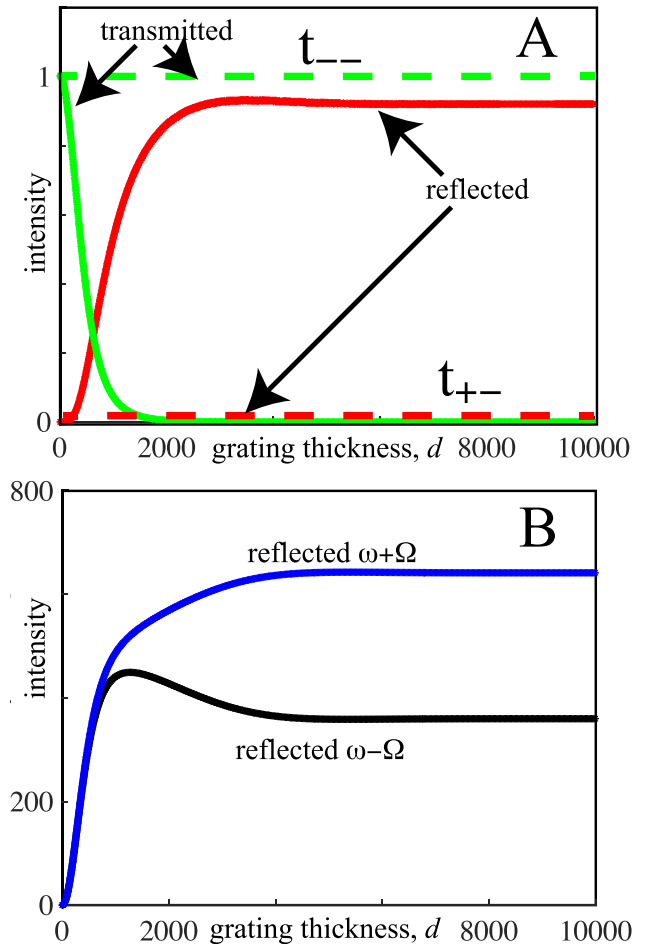 transmitted
t−−
A
1
reflected
intensity
t+−
0
0 2000 8000 10000
grating thickness, d
800
B
reflected ω+Ω
intensity
reflected ω−Ω
200
0
0 2000 8000 10000
grating thickness, d